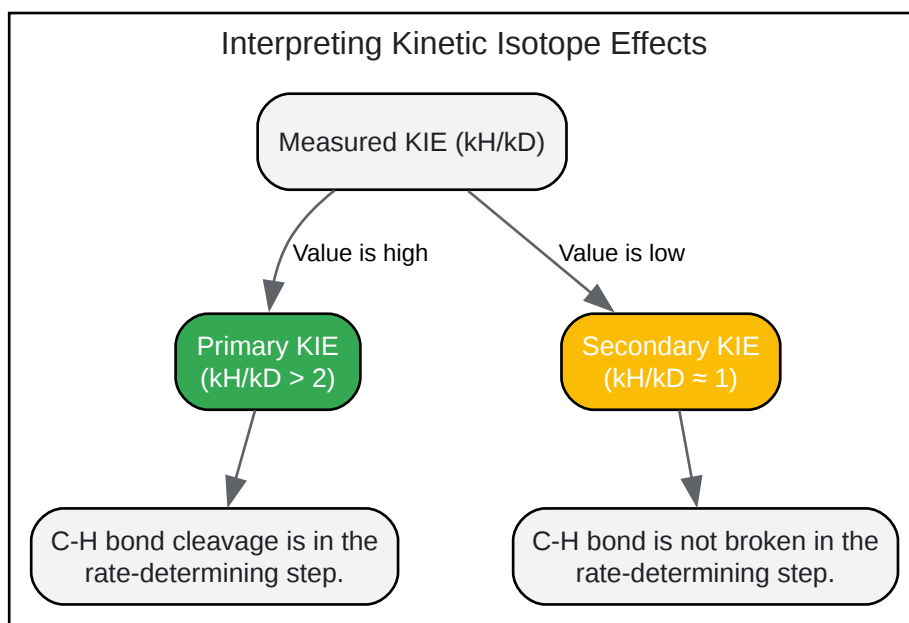 Interpreting Kinetic Isotope Effects
Measured KIE (kH/kD)
Value is high
Value is low
Primary KIE
(kH/kD > 2)
Secondary KIE
(kH/kD ≈ 1)
C-H bond cleavage is in the
rate-determining step.
C-H bond is not broken in the
rate-determining step.